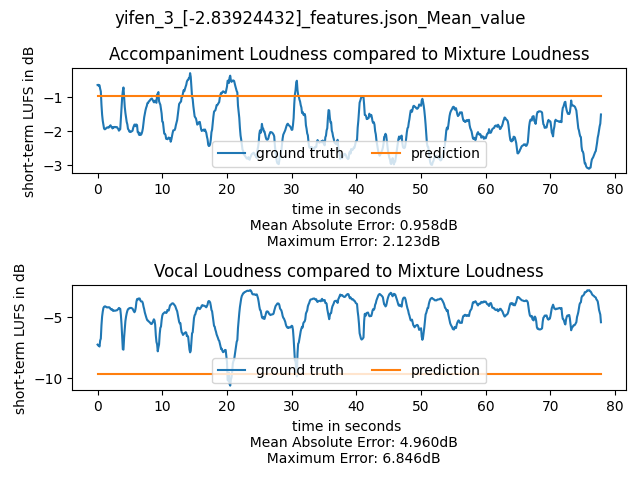 yifen_3_[-2.83924432]_features.json_Mean_value
Accompaniment Loudness compared to Mixture Loudness
short-term LUFS in dB
−1
−2
−3
ground truth
prediction
0 10 20 30 40 50 60 70 80
time in seconds
Mean Absolute Error: 0.958dB
Maximum Error: 2.123dB
Vocal Loudness compared to Mixture Loudness
short-term LUFS in dB
−5
−10
ground truth
prediction
0 10 20 30 40 50 60 70 80
time in seconds
Mean Absolute Error: 4.960dB
Maximum Error: 6.846dB